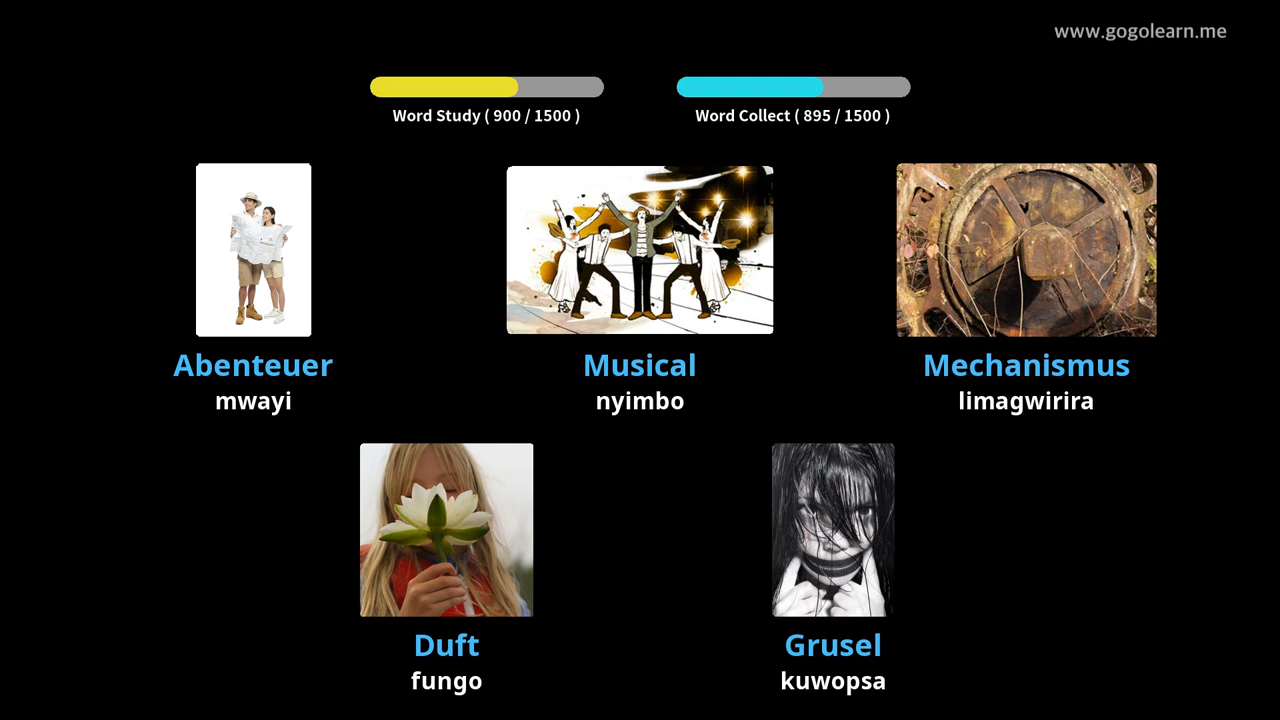 www.gogolearn.me
Word Study ( 900 / 1500 )
Word Collect ( 895 / 1500 )
Abenteuer
mwayi
Musical
nyimbo
Mechanismus
limagwirira
Duft
fungo
Grusel
kuwopsa